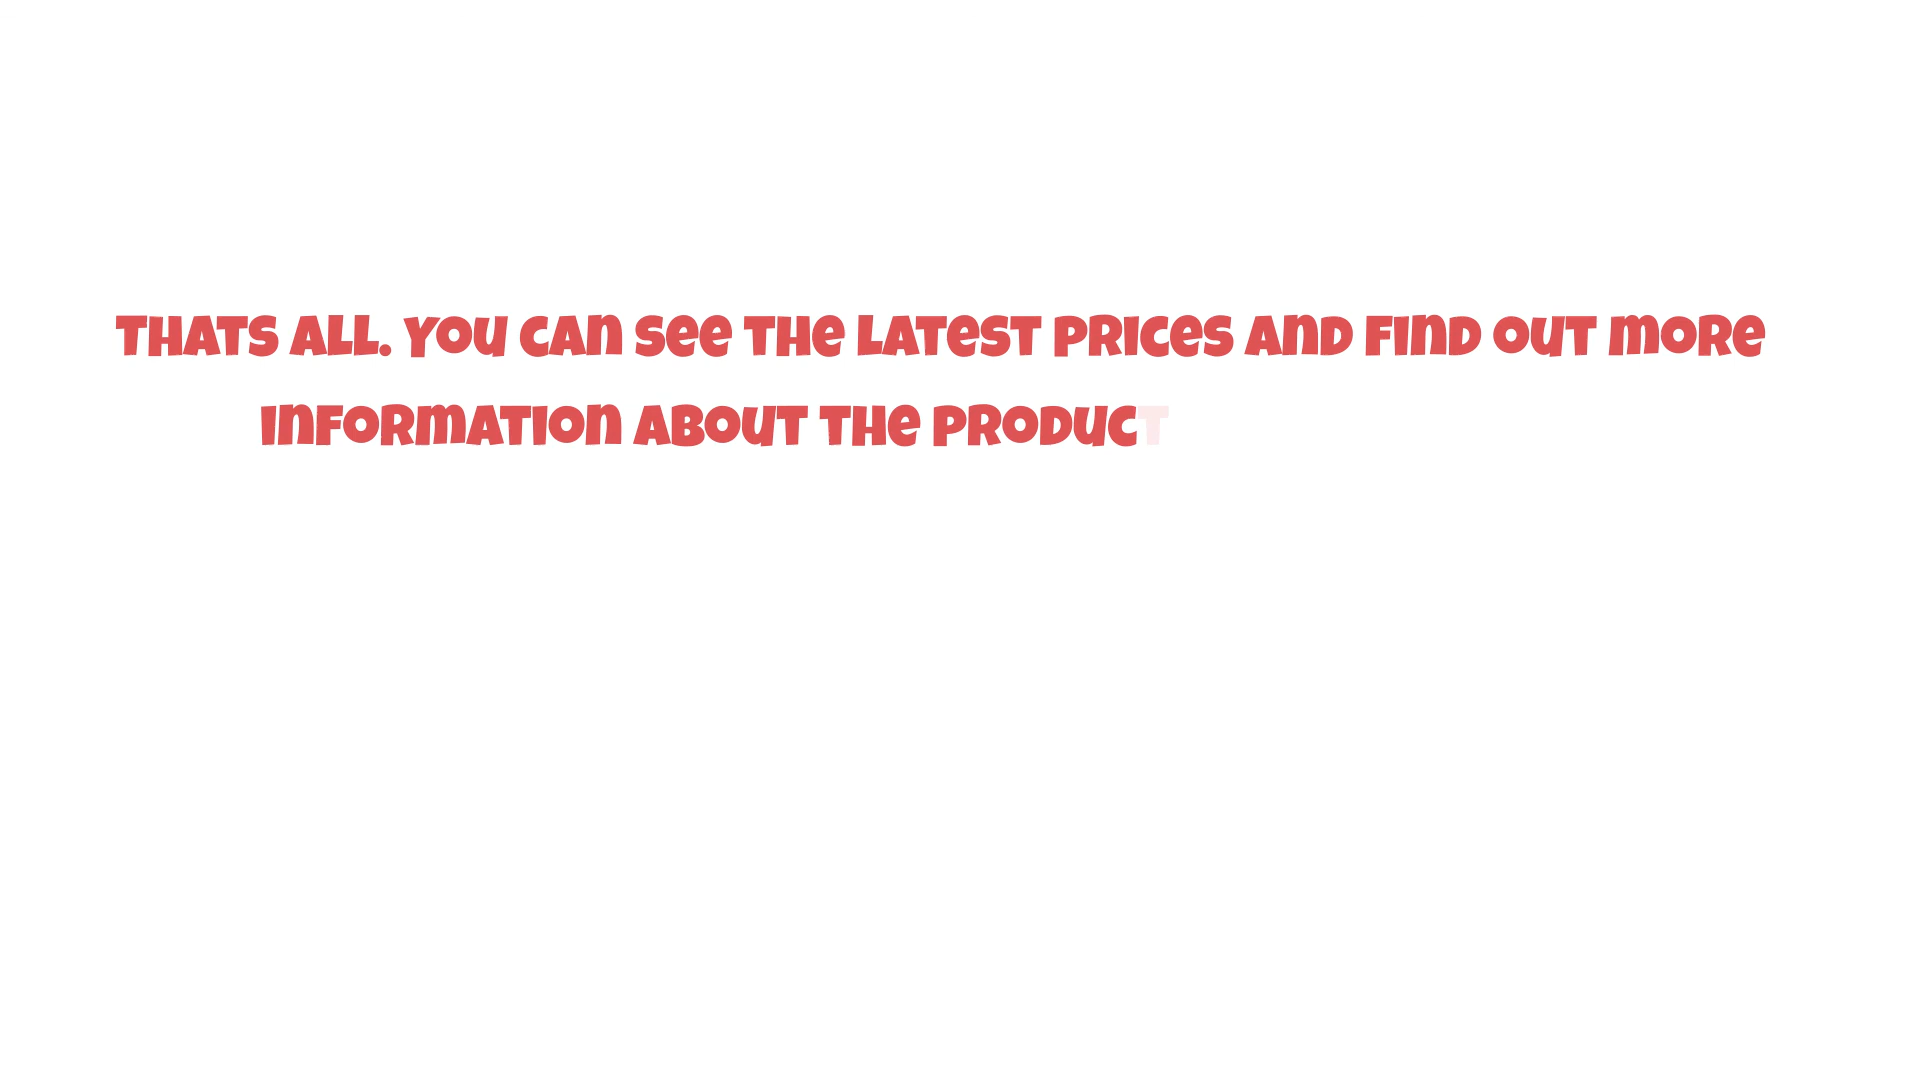 THATS ALL. YOU CAN SEE THE LATEST PRICES AND FIND OUT MORE
INFORMATION ABOUT THE PRODUCT